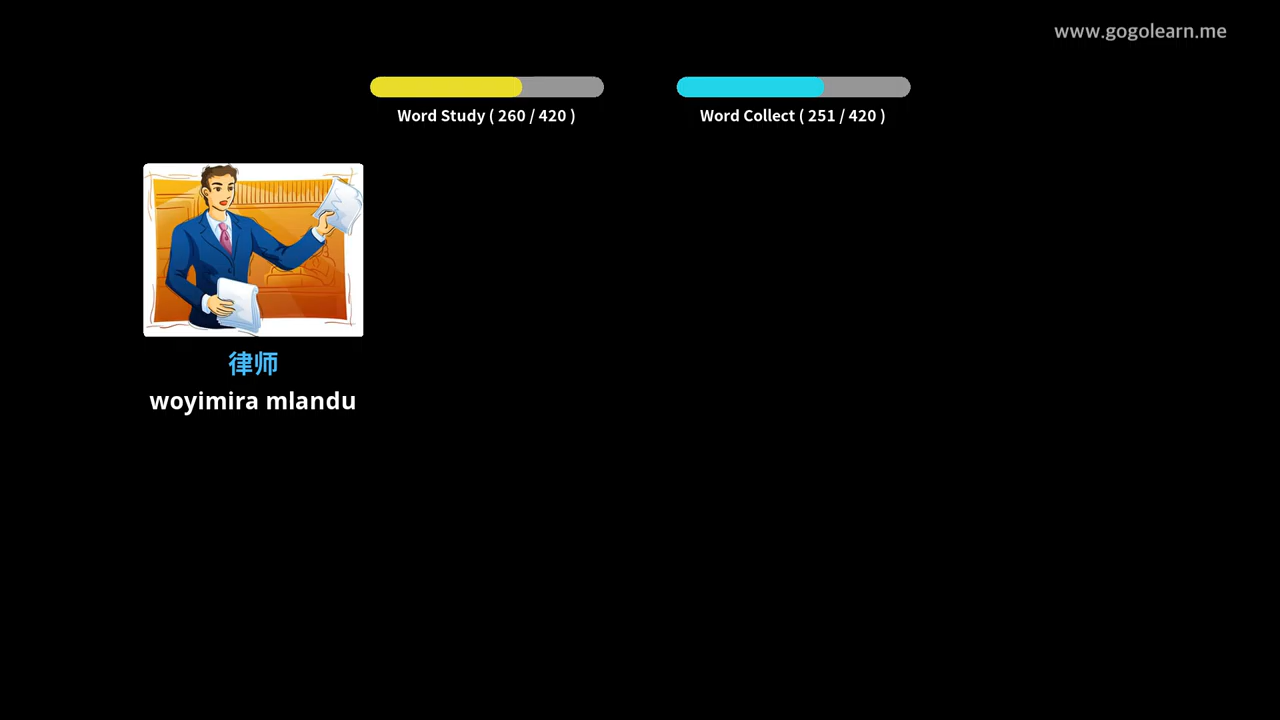 www.gogolearn.me
Word Study ( 260 / 420 )
Word Collect ( 251 / 420 )
律师
woyimira mlandu